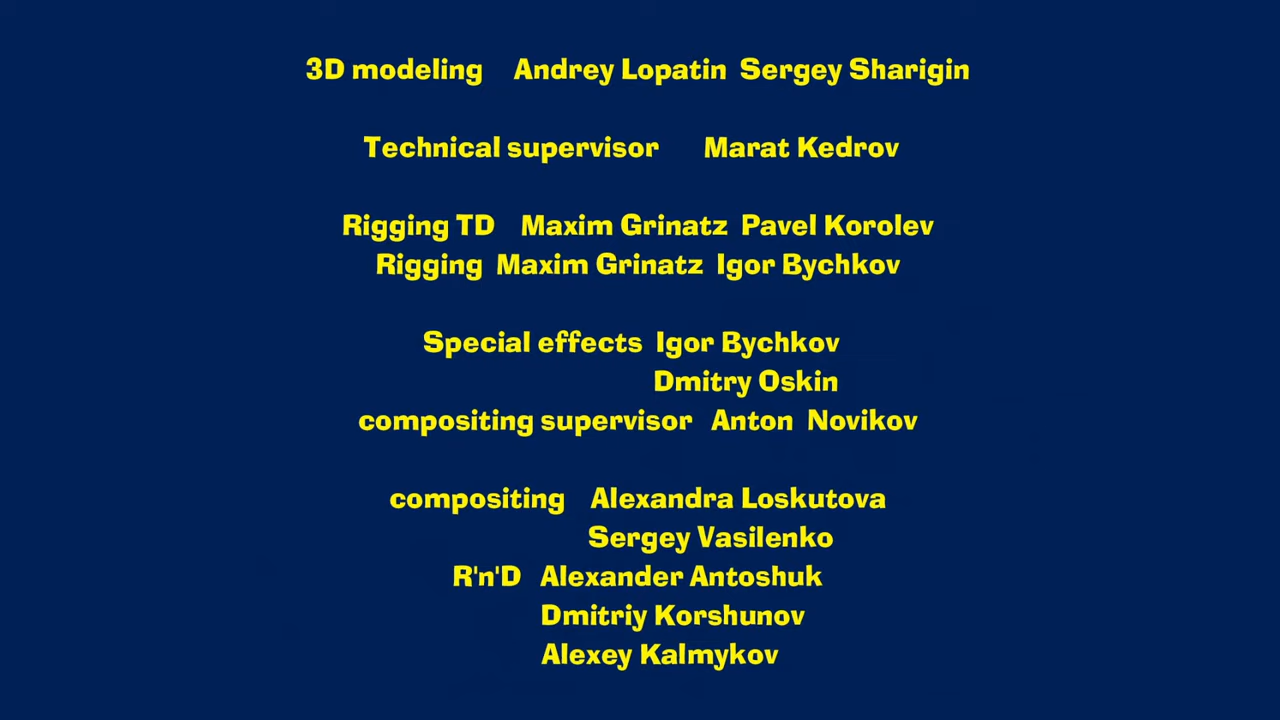 3D modeling Andrey Lopatin Sergey Sharigin
Technical supervisor Marat Kedrov
Rigging TD Maxim Grinatz Pavel Korolev
Rigging Maxim Grinatz Igor Bychkov
Special effects Igor Bychkov
Dmitry Oskin
compositing supervisor Anton Novikov
compositing Alexandra Loskutova
Sergey Vasilenko
R'n'D Alexander Antoshuk
Dmitriy Korshunov
Alexey Kalmykov